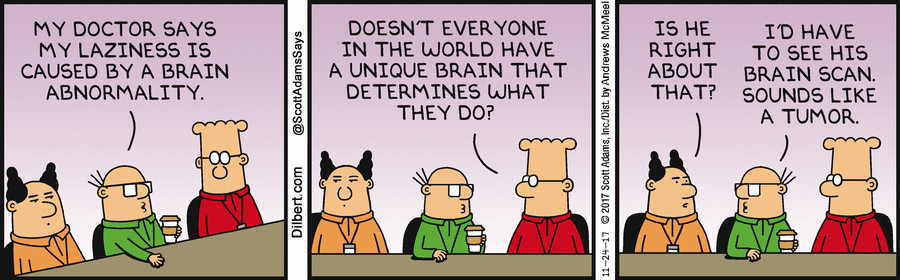 MY DOCTOR SAYS
MY LAZINESS IS
CAUSED BY A BRAIN
ABNORMALITY.
Dilbert.com @ScottAdamsSays
DOESN'T EVERYONE
IN THE WORLD HAVE
A UNIQUE BRAIN THAT
DETERMINES WHAT
THEY DO?
11-24-17 © 2017 Scott Adams, Inc./Dist. by Andrews McMeel
IS HE
RIGHT
ABOUT
THAT?
I'D HAVE
TO SEE HIS
BRAIN SCAN.
SOUNDS LIKE
A TUMOR.